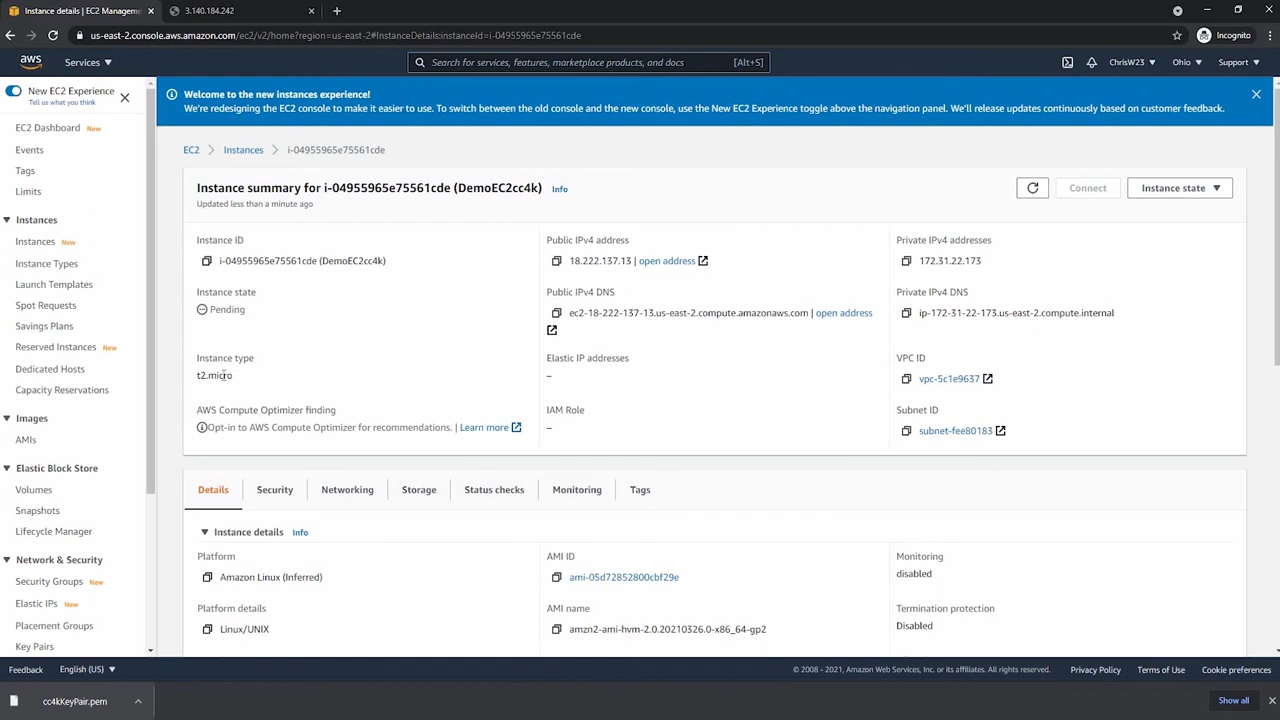 Instance details | EC2 Managem
3.140.184.242
us-east-2.console.aws.amazon.com/ec2/v2/home?region=us-east-2#InstanceDetails:instanceId=i-04955965e75561cde
Incognito
aws
Services
Search for services, features, marketplace products, and docs
[Alt+S]
ChrisW23
Ohio
Support
New EC2 Experience
Tell us what you think
Welcome to the new instances experience!
We're redesigning the EC2 console to make it easier to use. To switch between the old console and the new console, use the New EC2 Experience toggle above the navigation panel. We'll release updates continuously based on customer feedback.
EC2 Dashboard New
Events
Tags
Limits
Instances
Instances New
Instance Types
Launch Templates
Spot Requests
Savings Plans
Reserved Instances New
Dedicated Hosts
Capacity Reservations
Images
AMIs
Elastic Block Store
Volumes
Snapshots
Lifecycle Manager
Network & Security
Security Groups New
Elastic IPs New
Placement Groups
Key Pairs
EC2 > Instances > i-04955965e75561cde
Instance summary for i-04955965e75561cde (DemoEC2cc4k) Info
Updated less than a minute ago
Connect
Instance state
Instance ID
i-04955965e75561cde (DemoEC2cc4k)
Public IPv4 address
18.222.137.13 | open address
Private IPv4 addresses
172.31.22.173
Instance state
Pending
Public IPv4 DNS
ec2-18-222-137-13.us-east-2.compute.amazonaws.com | open address
Private IPv4 DNS
ip-172-31-22-173.us-east-2.compute.internal
Instance type
t2.micro
Elastic IP addresses
–
VPC ID
vpc-5c1e9637
AWS Compute Optimizer finding
Opt-in to AWS Compute Optimizer for recommendations. | Learn more
IAM Role
–
Subnet ID
subnet-fee80183
Details
Security
Networking
Storage
Status checks
Monitoring
Tags
Instance details Info
Platform
Amazon Linux (Inferred)
AMI ID
ami-05d72852800cbf29e
Monitoring
disabled
Platform details
Linux/UNIX
AMI name
amzn2-ami-hvm-2.0.20210326.0-x86_64-gp2
Termination protection
Disabled
Feedback
English (US)
© 2008 - 2021, Amazon Web Services, Inc. or its affiliates. All rights reserved.
Privacy Policy
Terms of Use
Cookie preferences
cc4kKeyPair.pem
Show all